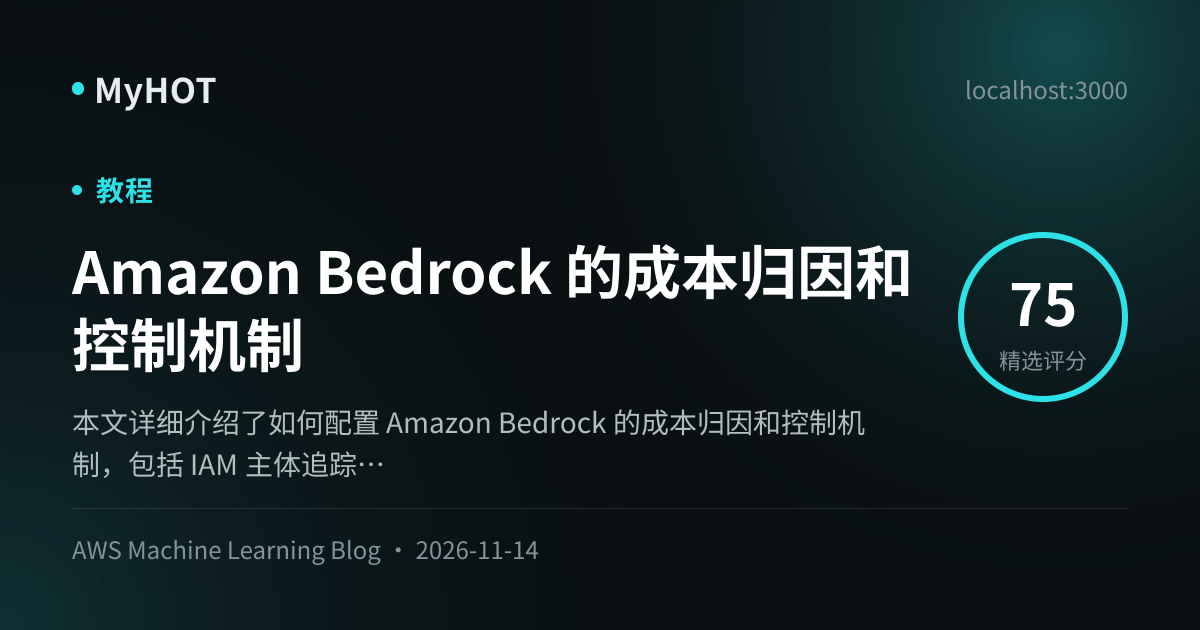 MyHOT
localhost:3000
教程
Amazon Bedrock 的成本归因和
控制机制
75
精选评分
本文详细介绍了如何配置 Amazon Bedrock 的成本归因和控制机
制，包括 IAM 主体追踪…
AWS Machine Learning Blog • 2026-11-14